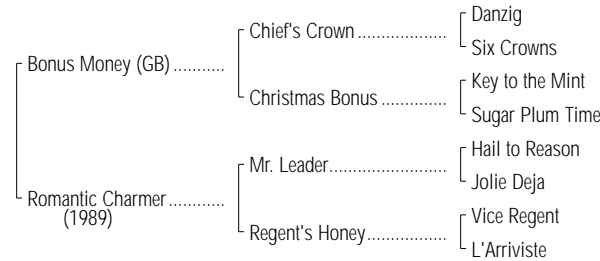 Danzig
Chief's Crown
Six Crowns
Bonus Money (GB)
Key to the Mint
Christmas Bonus
Sugar Plum Time
Hail to Reason
Mr. Leader
Jolie Deja
Romantic Charmer
(1989)
Vice Regent
Regent's Honey
L'Arriviste